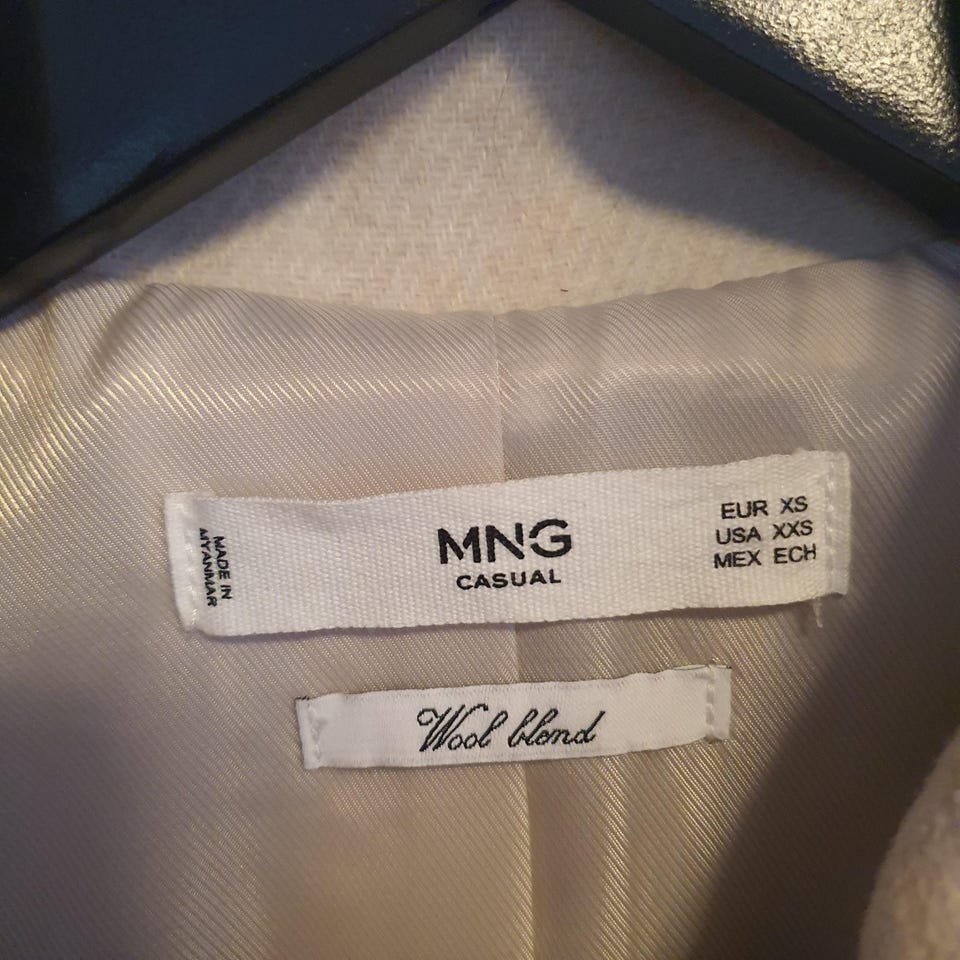 MADE IN
MYANMAR
MNG
CASUAL
EUR XS
USA XXS
MEX ECH
Wool blend